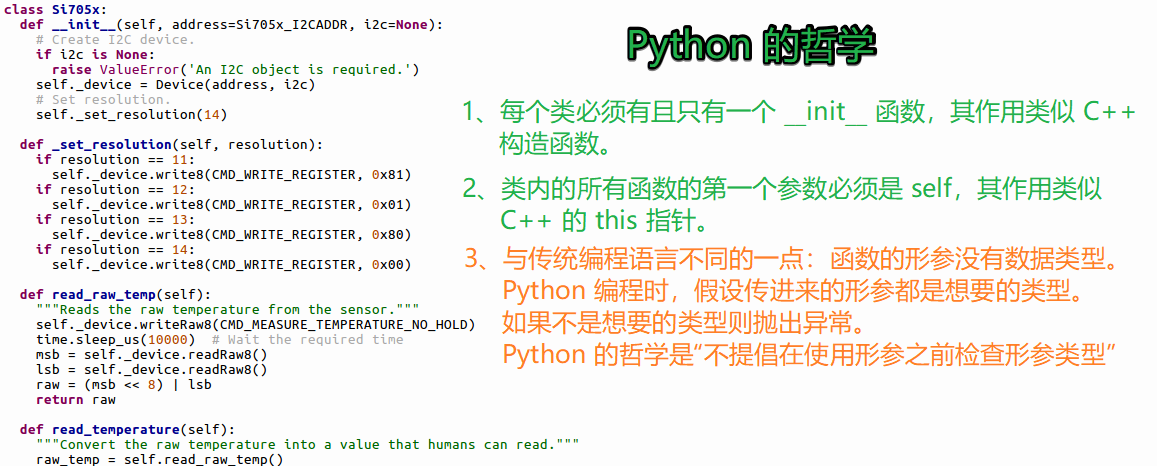 class Si705x:
  def __init__(self, address=Si705x_I2CADDR, i2c=None):
    # Create I2C device.
    if i2c is None:
      raise ValueError('An I2C object is required.')
    self._device = Device(address, i2c)
    # Set resolution.
    self._set_resolution(14)

  def _set_resolution(self, resolution):
    if resolution == 11:
      self._device.write8(CMD_WRITE_REGISTER, 0x81)
    if resolution == 12:
      self._device.write8(CMD_WRITE_REGISTER, 0x01)
    if resolution == 13:
      self._device.write8(CMD_WRITE_REGISTER, 0x80)
    if resolution == 14:
      self._device.write8(CMD_WRITE_REGISTER, 0x00)

  def read_raw_temp(self):
    """Reads the raw temperature from the sensor."""
    self._device.writeRaw8(CMD_MEASURE_TEMPERATURE_NO_HOLD)
    time.sleep_us(10000)  # Wait the required time
    msb = self._device.readRaw8()
    lsb = self._device.readRaw8()
    raw = (msb << 8) | lsb
    return raw

  def read_temperature(self):
    """Convert the raw temperature into a value that humans can read."""
    raw_temp = self.read_raw_temp()
Python 的哲学
1、每个类必须有且只有一个 __init__ 函数，其作用类似 C++
构造函数。
2、类内的所有函数的第一个参数必须是 self，其作用类似
C++ 的 this 指针。
3、与传统编程语言不同的一点：函数的形参没有数据类型。
Python 编程时，假设传进来的形参都是想要的类型。
如果不是想要的类型则抛出异常。
Python 的哲学是“不提倡在使用形参之前检查形参类型”